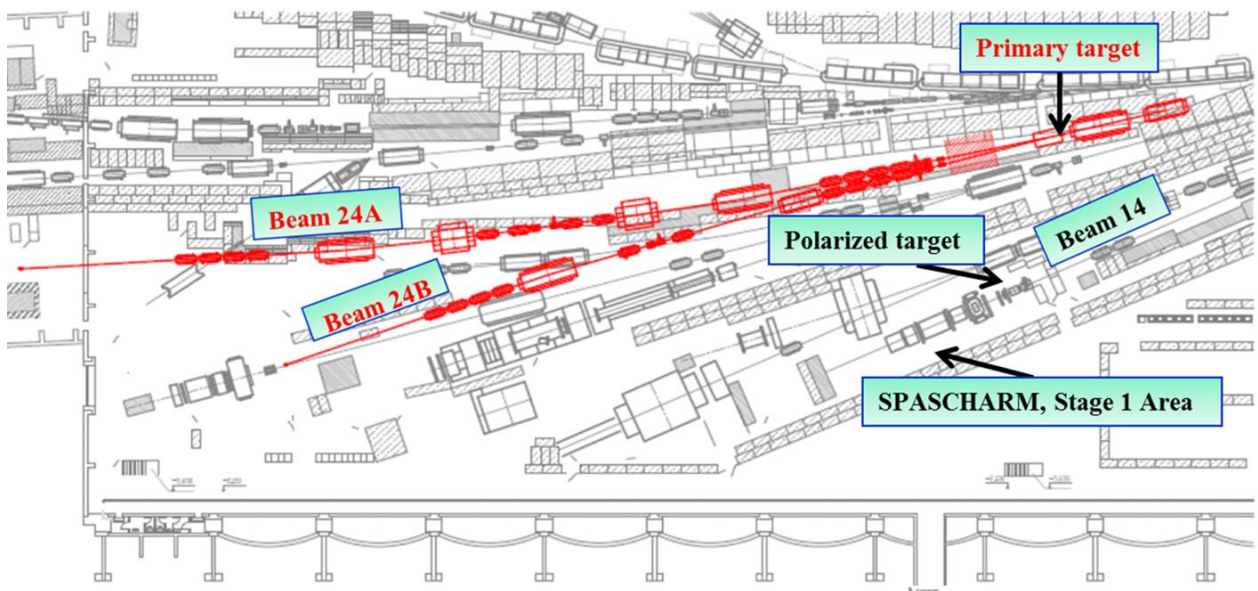 Primary target
Beam 24A
Beam 14
Polarized target
Beam 24B
SPASCHARM, Stage 1 Area